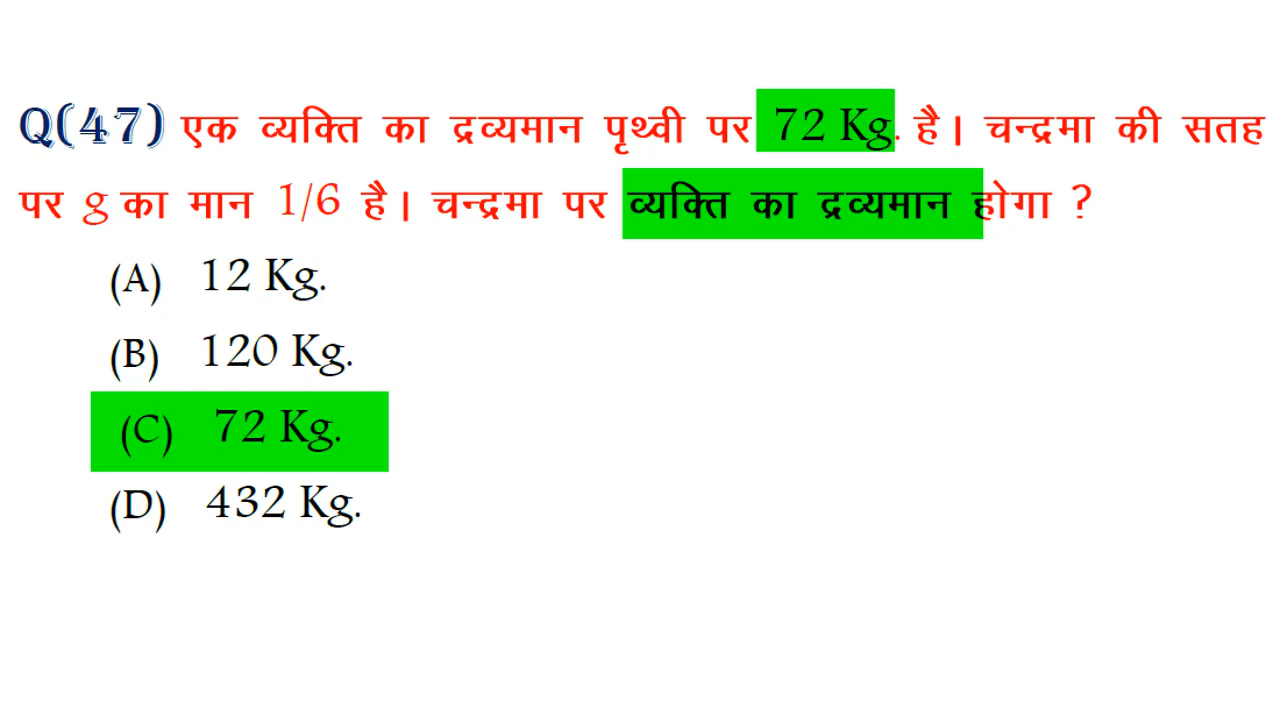 Q(47) एक व्यक्ति का द्रव्यमान पृथ्वी पर 72 Kg. है। चन्द्रमा की सतह
पर g का मान 1/6 है। चन्द्रमा पर व्यक्ति का द्रव्यमान होगा ?
(A) 12 Kg.
(B) 120 Kg.
(C) 72 Kg.
(D) 432 Kg.